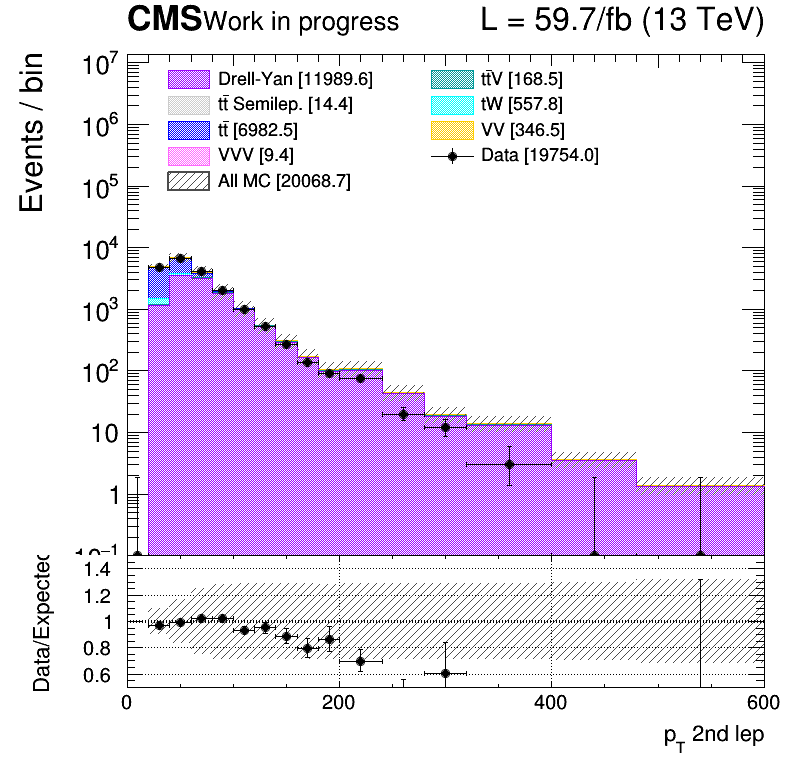 CMS Work in progress L = 59.7/fb (13 TeV)
Events / bin
10⁷
10⁶
10⁵
10⁴
10³
10²
10
1
10⁻¹
Drell-Yan [11989.6]
tt̄ Semilep. [14.4]
tt̄ [6982.5]
VVV [9.4]
All MC [20068.7]
tt̄V [168.5]
tW [557.8]
VV [346.5]
Data [19754.0]
Data/Expected
1.4
1.2
1
0.8
0.6
0 200 400 600
p_T 2nd lep